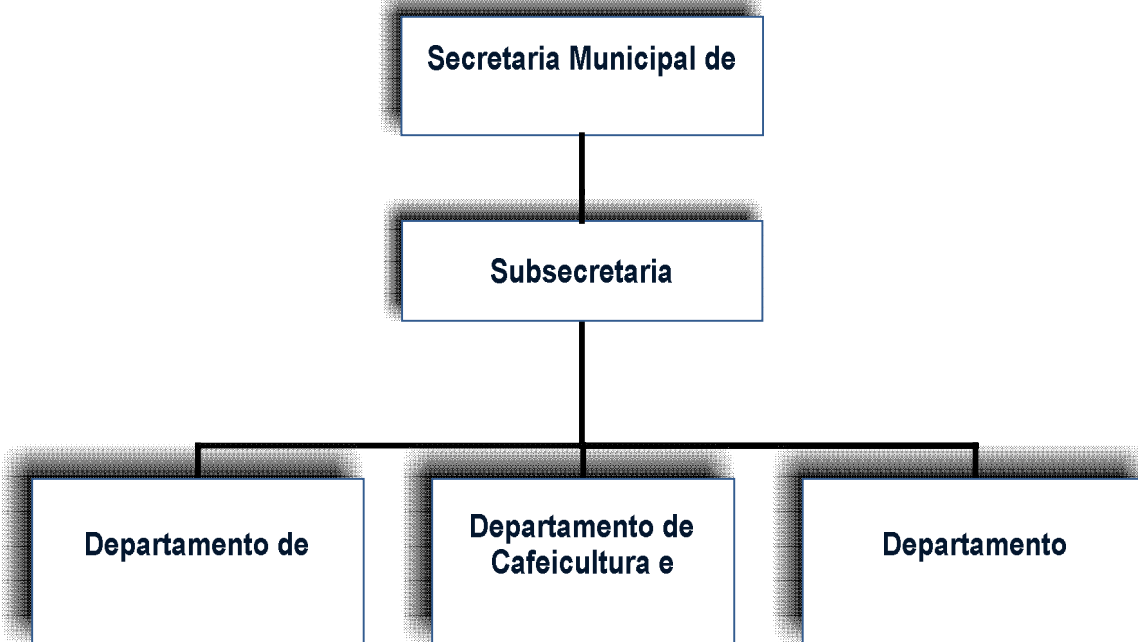 Secretaria Municipal de
Subsecretaria
Departamento de
Departamento de
Cafeicultura e
Departamento